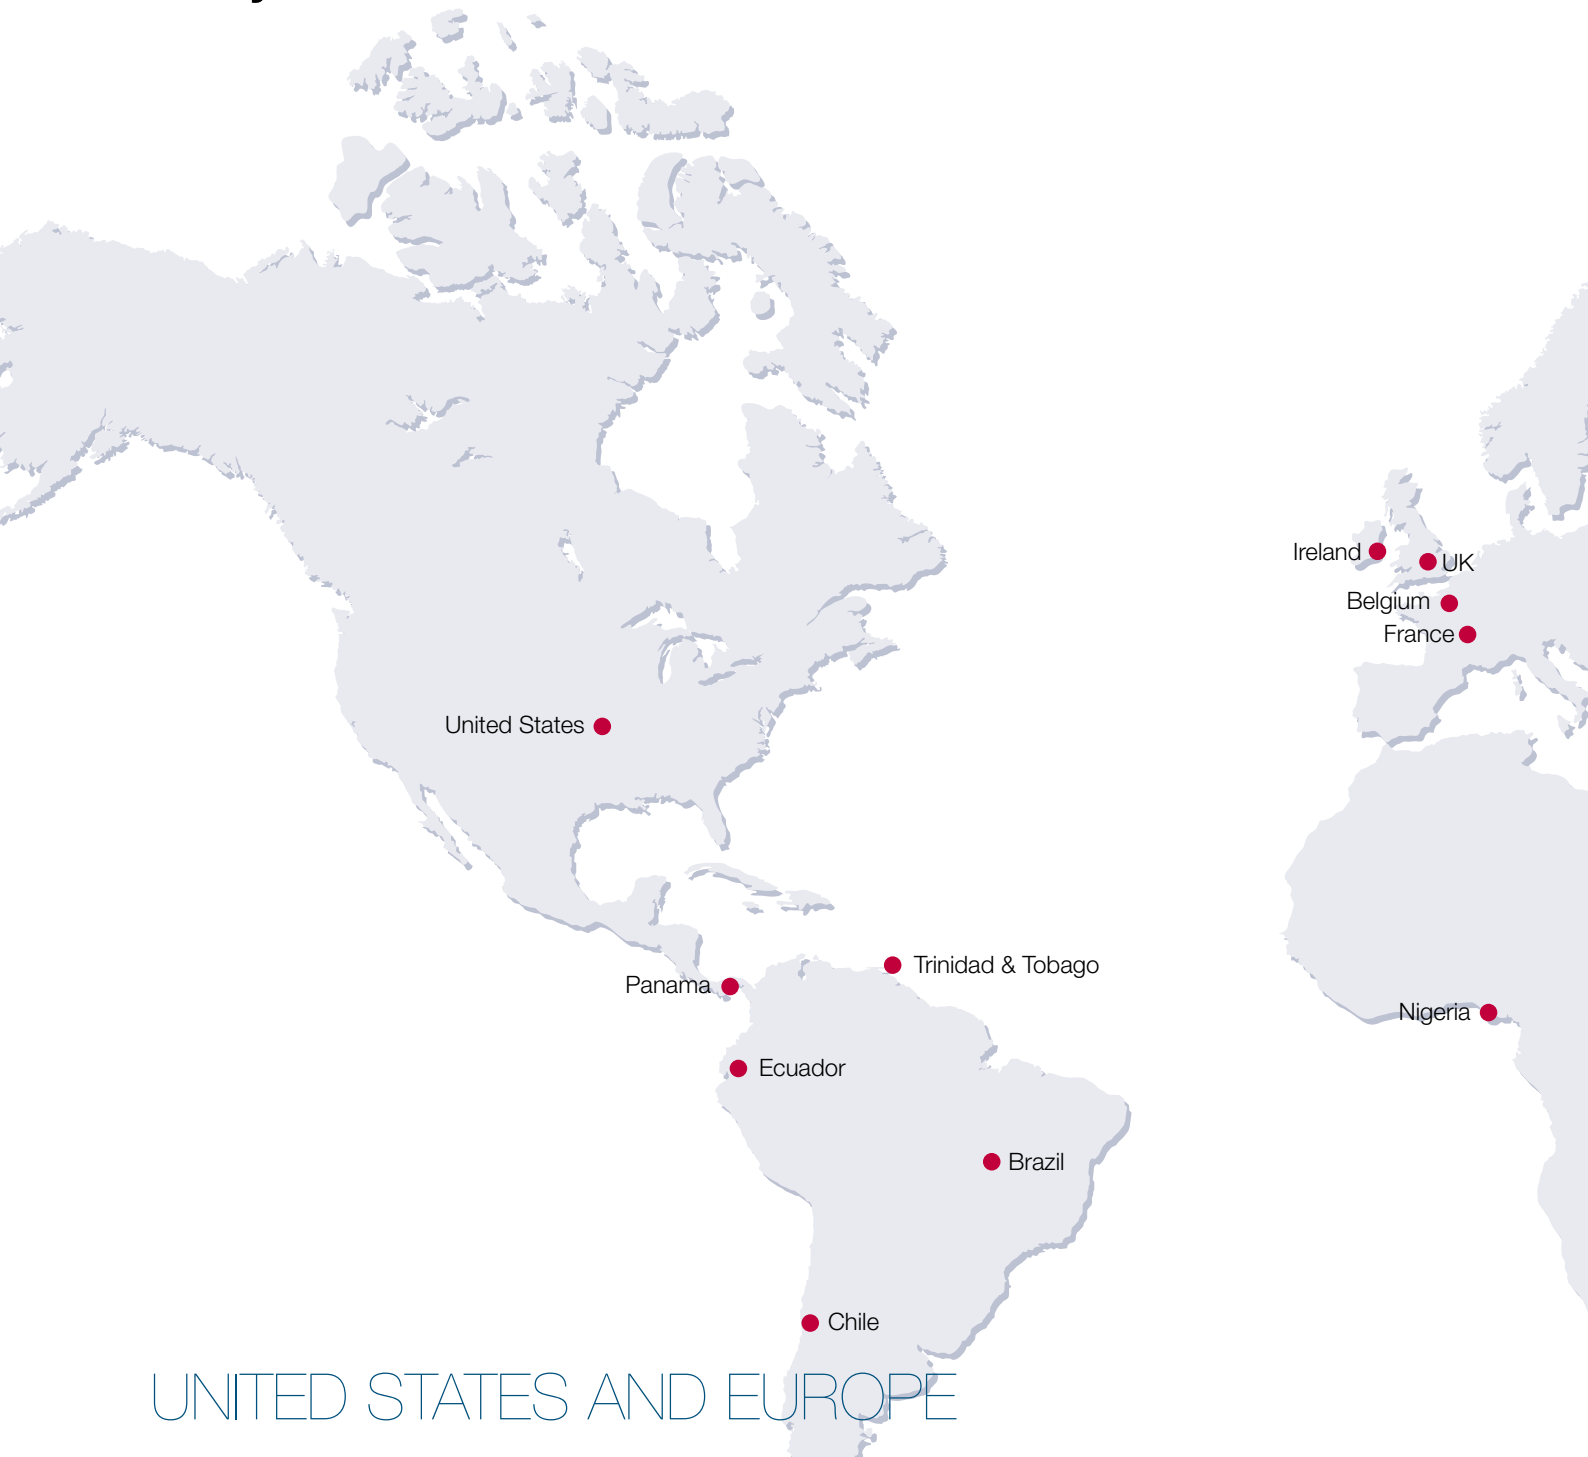 Ireland
UK
Belgium
France
United States
Trinidad & Tobago
Panama
Nigeria
Ecuador
Brazil
Chile
UNITED STATES AND EUROPE